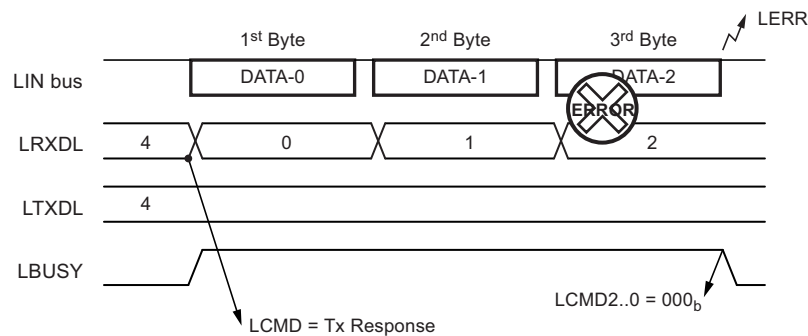 LERR
1st Byte 2nd Byte 3rd Byte
LIN bus DATA-0 DATA-1 DATA-2
ERROR
LRXDL 4 0 1 2
LTXDL 4
LBUSY
LCMD2..0 = 000b
LCMD = Tx Response